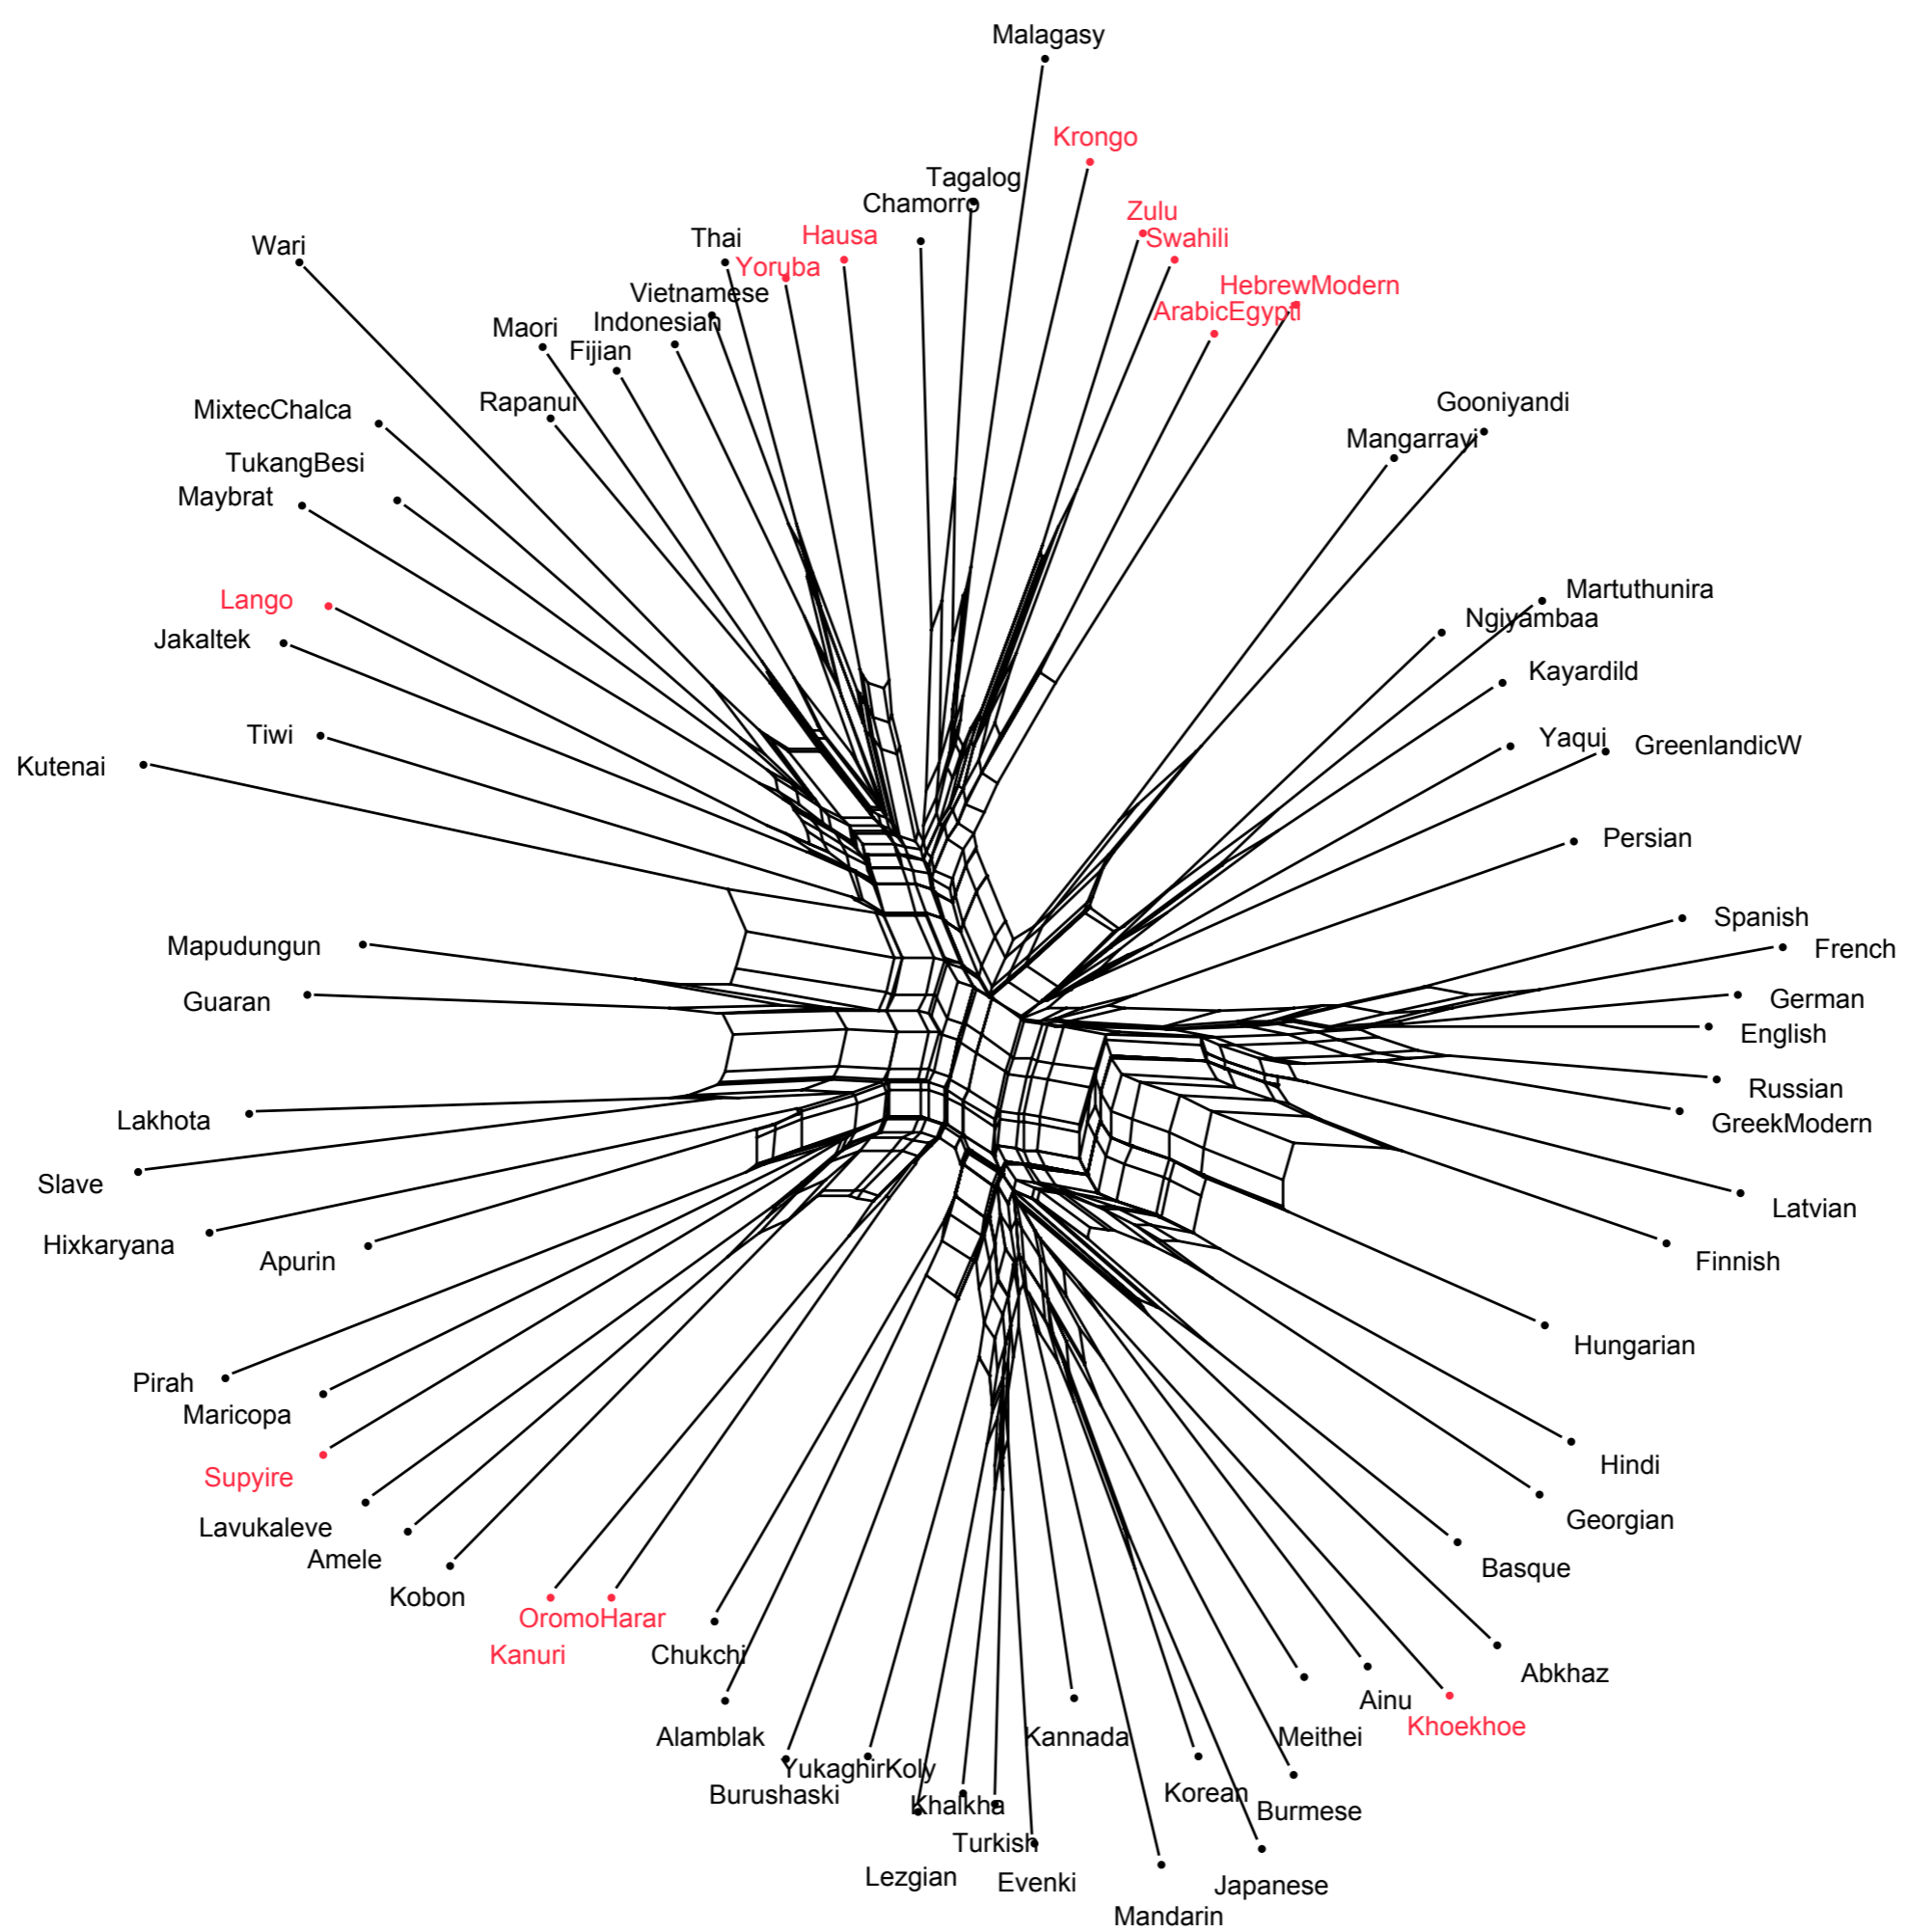 Malagasy
Krongo
Tagalog
Chamorro
Zulu
Swahili
Hausa
Thai
Wari
Yoruba
HebrewModern
Vietnamese
ArabicEgypti
Indonesian
Maori
Fijian
Rapanui
Gooniyandi
MixtecChalca
Mangarrayi
TukangBesi
Maybrat
Martuthunira
Lango
Ngiyambaa
Jakaltek
Kayardild
Tiwi
Yaqui
GreenlandicW
Kutenai
Persian
Spanish
Mapudungun
French
Guaran
German
English
Russian
Lakhota
GreekModern
Slave
Latvian
Hixkaryana
Apurin
Finnish
Hungarian
Pirah
Maricopa
Hindi
Supyire
Georgian
Lavukaleve
Amele
Basque
Kobon
OromoHarar
Kanuri
Chukchi
Abkhaz
Ainu
Khoekhoe
Alamblak
Kannada
Meithei
YukaghirKoly
Burushaski
Korean
Khalkha
Burmese
Turkish
Lezgian
Evenki
Japanese
Mandarin